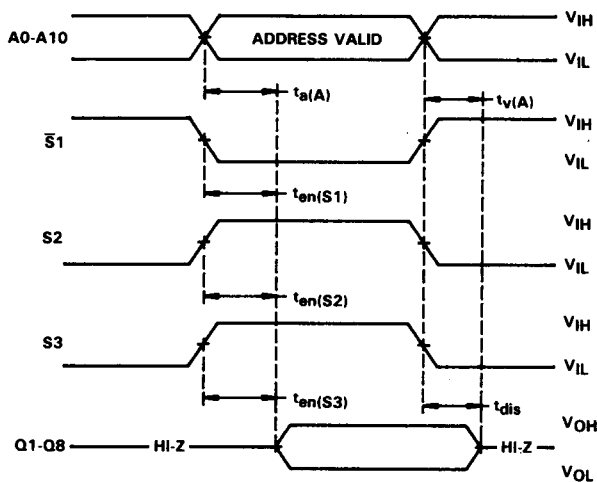 A0-A10
ADDRESS VALID
VIH
VIL
ta(A)
tv(A)
S̅1
VIH
VIL
ten(S1)
S2
VIH
VIL
ten(S2)
S3
VIH
VIL
ten(S3)
tdis
Q1-Q8
HI-Z
HI-Z
VOH
VOL